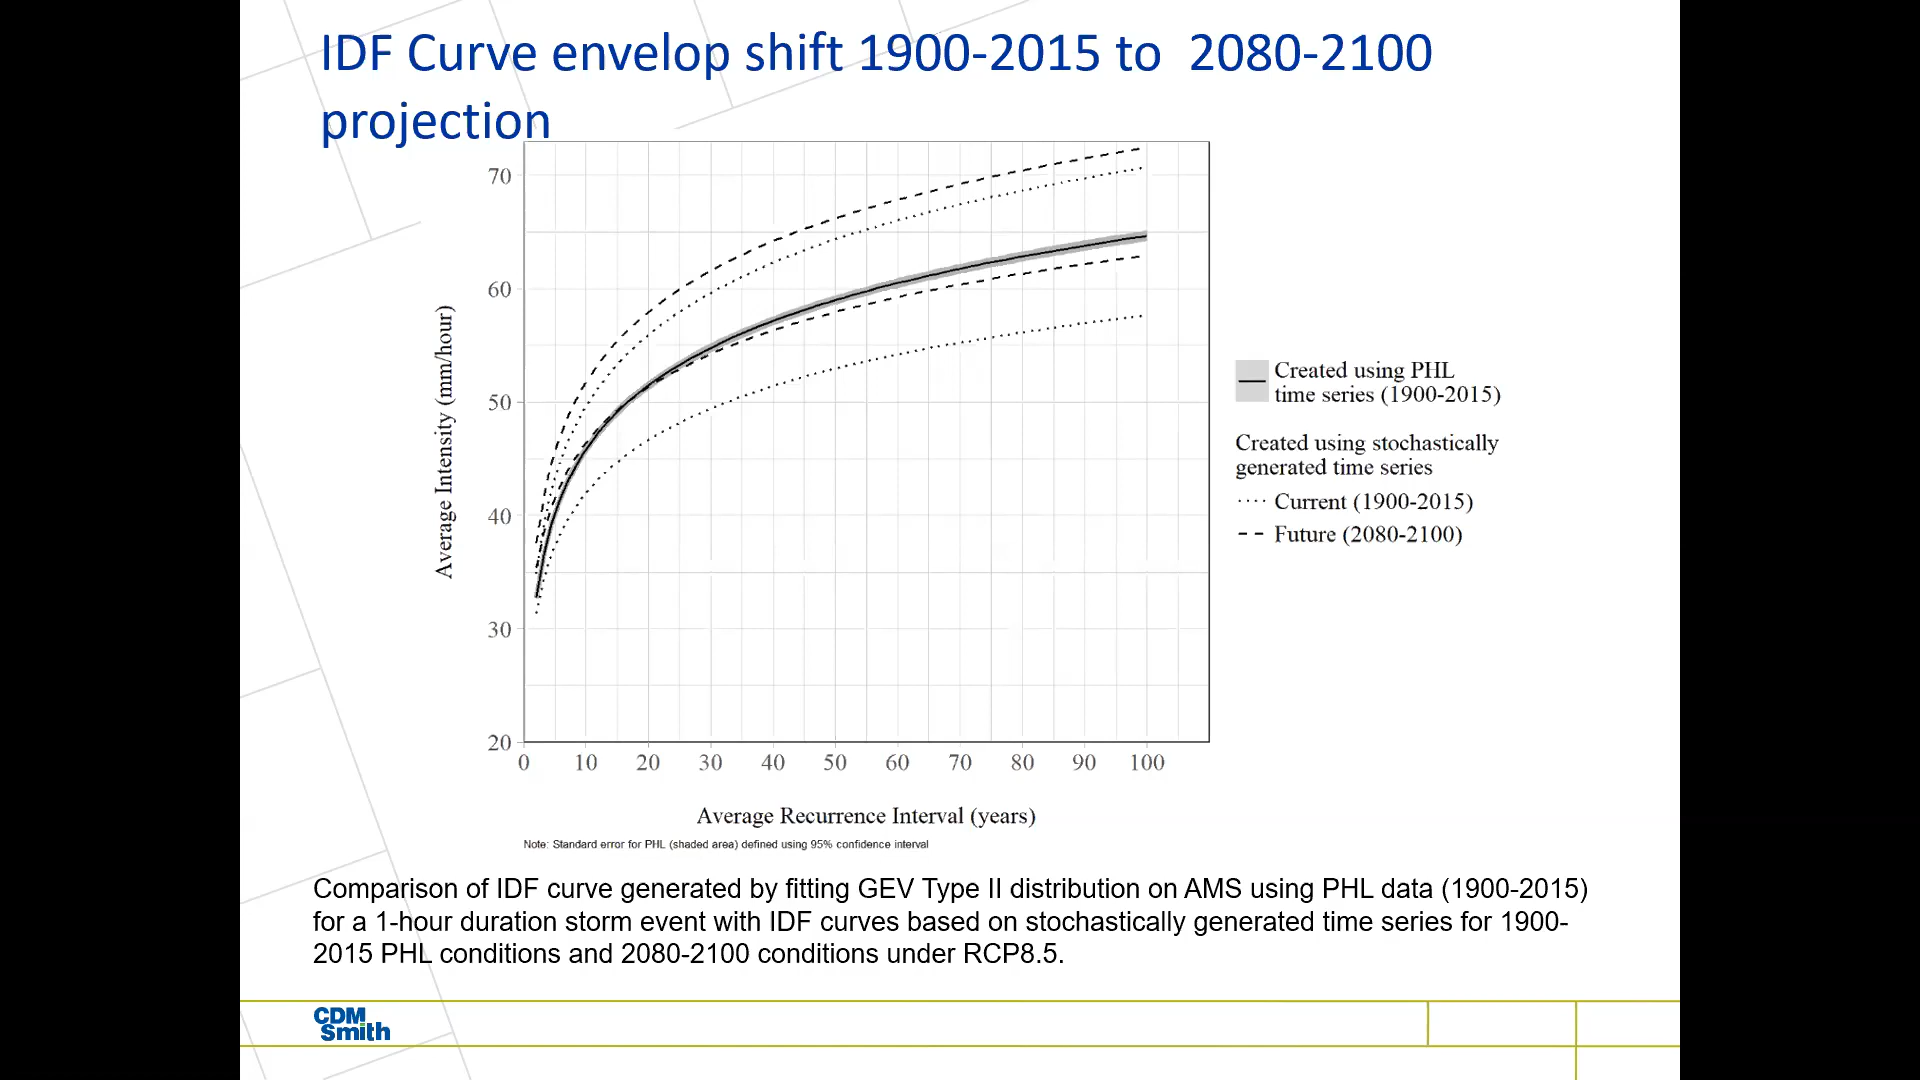 IDF Curve envelop shift 1900-2015 to 2080-2100
projection
70
60
50
40
30
20
Average Intensity (mm/hour)
0 10 20 30 40 50 60 70 80 90 100
Average Recurrence Interval (years)
Note: Standard error for PHL (shaded area) defined using 95% confidence interval
Created using PHL
time series (1900-2015)
Created using stochastically
generated time series
Current (1900-2015)
Future (2080-2100)
Comparison of IDF curve generated by fitting GEV Type II distribution on AMS using PHL data (1900-2015)
for a 1-hour duration storm event with IDF curves based on stochastically generated time series for 1900-
2015 PHL conditions and 2080-2100 conditions under RCP8.5.
CDM
Smith